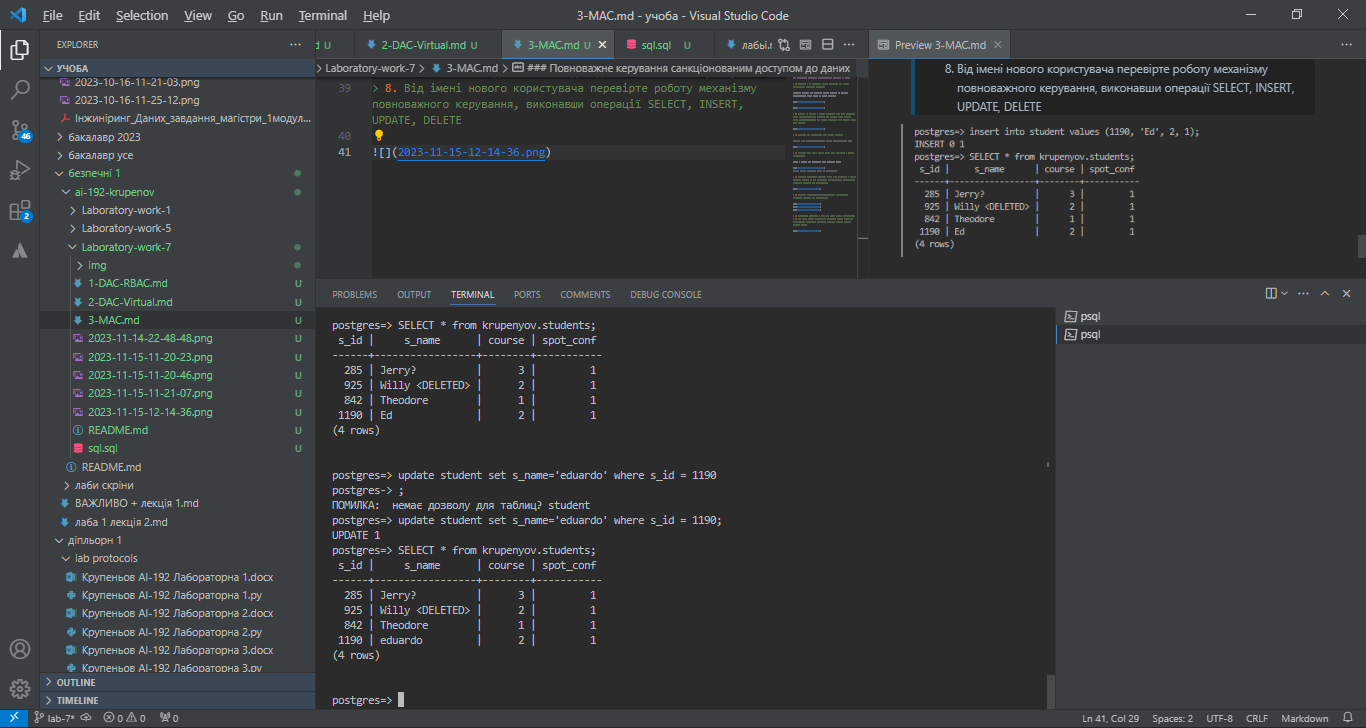 File Edit Selection View Go Run Terminal Help
3-MAC.md - учоба - Visual Studio Code
EXPLORER
УЧОБА
2023-10-16-11-21-03.png
2023-10-16-11-25-12.png
Інжиніринг_Даних_завдання_магістри_1модул...
бакалавр 2023
бакалавр усе
безпечні 1
ai-192-krupenov
Laboratory-work-1
Laboratory-work-5
Laboratory-work-7
img
1-DAC-RBAC.md U
2-DAC-Virtual.md U
3-MAC.md U
2023-11-14-22-48-48.png U
2023-11-15-11-20-23.png U
2023-11-15-11-20-46.png U
2023-11-15-11-21-07.png U
2023-11-15-12-14-36.png U
README.md U
sql.sql U
README.md
лаби скріни
ВАЖЛИВО + лекція 1.md
лаба 1 лекція 2.md
діпльорн 1
lab protocols
Крупеньов АІ-192 Лабораторна 1.docx
Крупеньов АІ-192 Лабораторна 1.py
Крупеньов АІ-192 Лабораторна 2.docx
Крупеньов АІ-192 Лабораторна 2.py
Крупеньов АІ-192 Лабораторна 3.docx
Крупеньов АІ-192 Лабораторна 3.py
OUTLINE
TIMELINE
46
2
d U
2-DAC-Virtual.md U
3-MAC.md U
sql.sql U
Laboratory-work-7 > 3-MAC.md > ### Повноважне керування санкціонованим доступом до даних
39 > 8. Від імені нового користувача перевірте роботу механізму
повноважного керування, виконавши операції SELECT, INSERT,
UPDATE, DELETE
40
41 ![](2023-11-15-12-14-36.png)
Preview 3-MAC.md
8. Від імені нового користувача перевірте роботу механізму
повноважного керування, виконавши операції SELECT, INSERT,
UPDATE, DELETE
postgres=> insert into student values (1190, 'Ed', 2, 1);
INSERT 0 1
postgres=> SELECT * from krupenyov.students;
s_id | s_name | course | spot_conf
------+------------------+--------+-----------
285 | Jerry? | 3 | 1
925 | Willy <DELETED> | 2 | 1
842 | Theodore | 1 | 1
1190 | Ed | 2 | 1
(4 rows)
PROBLEMS OUTPUT TERMINAL PORTS COMMENTS DEBUG CONSOLE
postgres=> SELECT * from krupenyov.students;
s_id | s_name | course | spot_conf
------+------------------+--------+-----------
285 | Jerry? | 3 | 1
925 | Willy <DELETED> | 2 | 1
842 | Theodore | 1 | 1
1190 | Ed | 2 | 1
(4 rows)
postgres=> update student set s_name='eduardo' where s_id = 1190
postgres-> ;
ПОМИЛКА: немає дозволу для таблиц? student
postgres=> update student set s_name='eduardo' where s_id = 1190;
UPDATE 1
postgres=> SELECT * from krupenyov.students;
s_id | s_name | course | spot_conf
------+------------------+--------+-----------
285 | Jerry? | 3 | 1
925 | Willy <DELETED> | 2 | 1
842 | Theodore | 1 | 1
1190 | eduardo | 2 | 1
(4 rows)
postgres=>
psql
psql
lab-7* 0 0 0
Ln 41, Col 29 Spaces: 2 UTF-8 CRLF Markdown